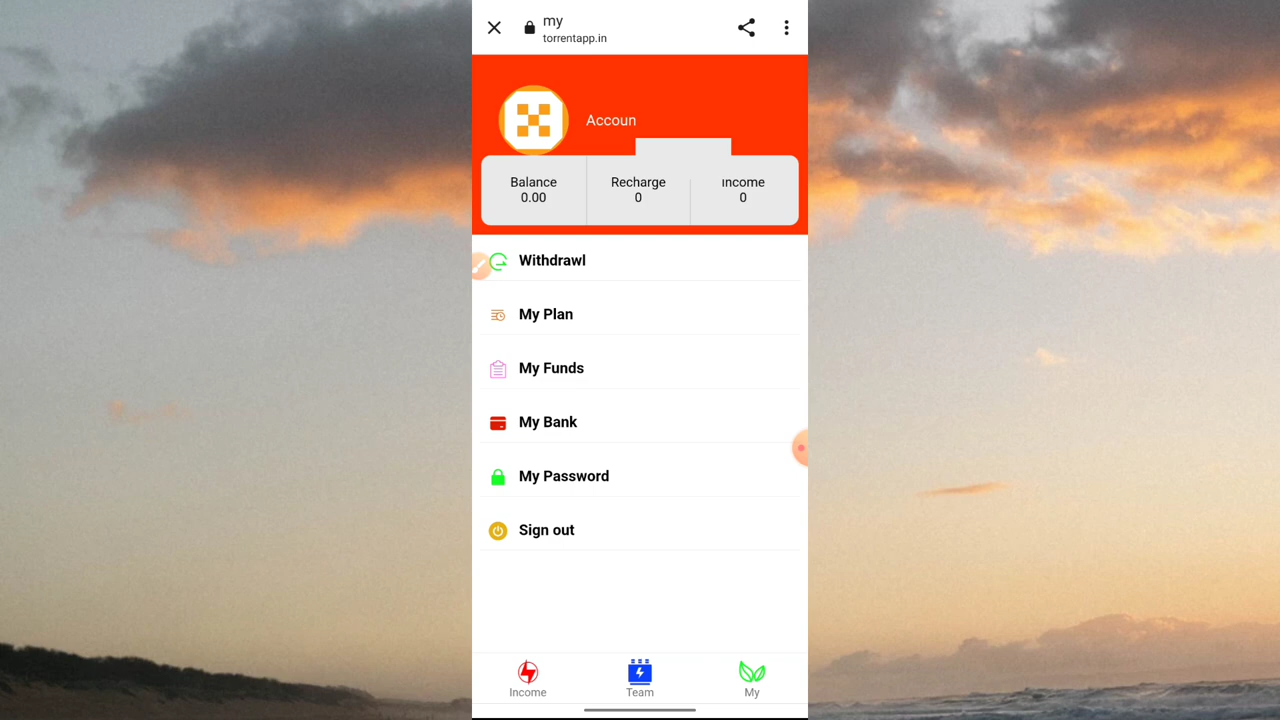 my
torrentapp.in
Accoun
Balance
0.00
Recharge
0
ıncome
0
Withdrawl
My Plan
My Funds
My Bank
My Password
Sign out
Income
Team
My